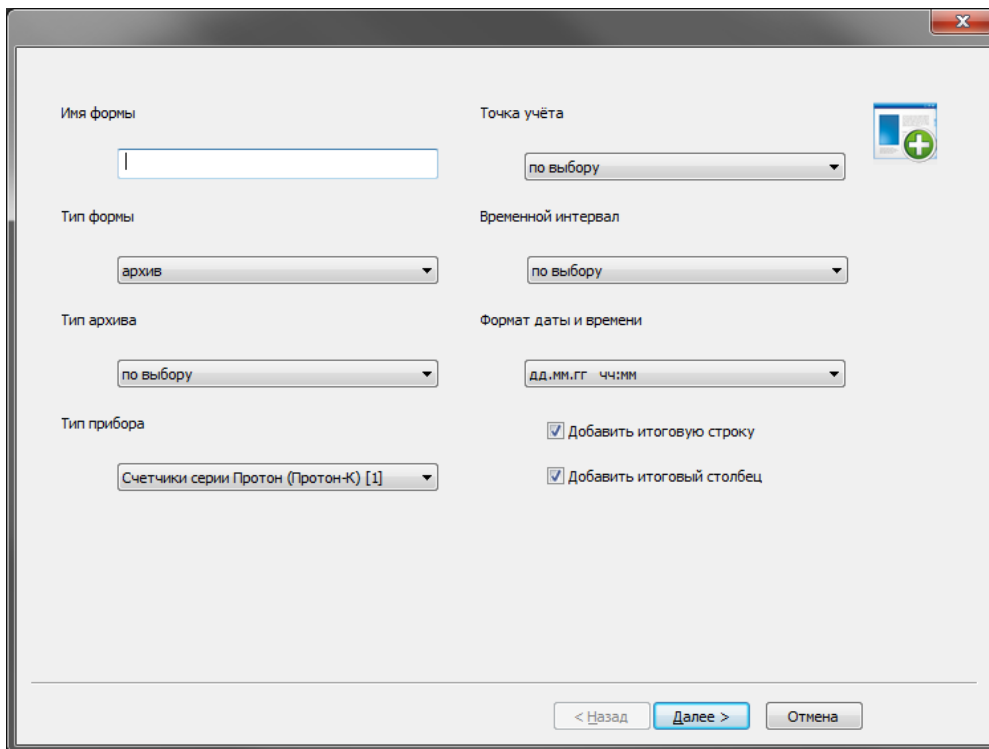 Имя формы
Тип формы
архив
Тип архива
по выбору
Тип прибора
Счетчики серии Протон (Протон-К) [1]
Точка учёта
по выбору
Временной интервал
по выбору
Формат даты и времени
дд.мм.гг чч:мм
Добавить итоговую строку
Добавить итоговый столбец
< Назад
Далее >
Отмена